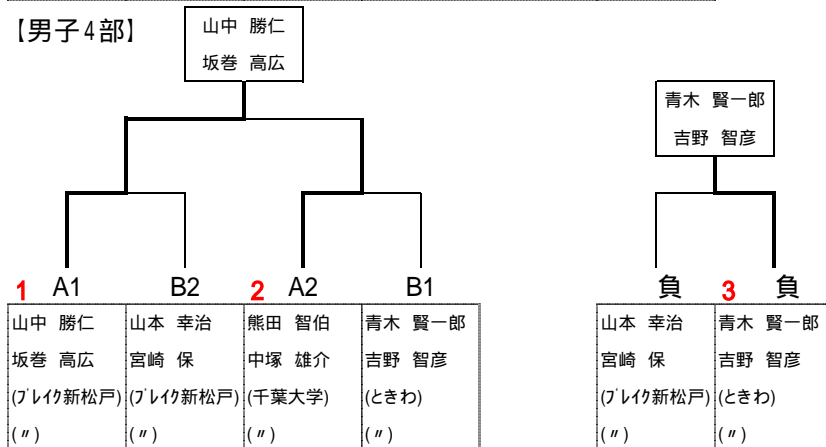 【男子4部】
山中 勝仁
坂巻 高広
青木 賢一郎
吉野 智彦
1 A1 B2 2 A2 B1 負 3 負
山中 勝仁 山本 幸治 熊田 智伯 青木 賢一郎 山本 幸治 青木 賢一郎
坂巻 高広 宮崎 保 中塚 雄介 吉野 智彦 宮崎 保 吉野 智彦
(ﾌﾞﾚｲｸ新松戸) (ﾌﾞﾚｲｸ新松戸) (千葉大学) (ときわ) (ﾌﾞﾚｲｸ新松戸) (ときわ)
(〃) (〃) (〃) (〃) (〃) (〃)